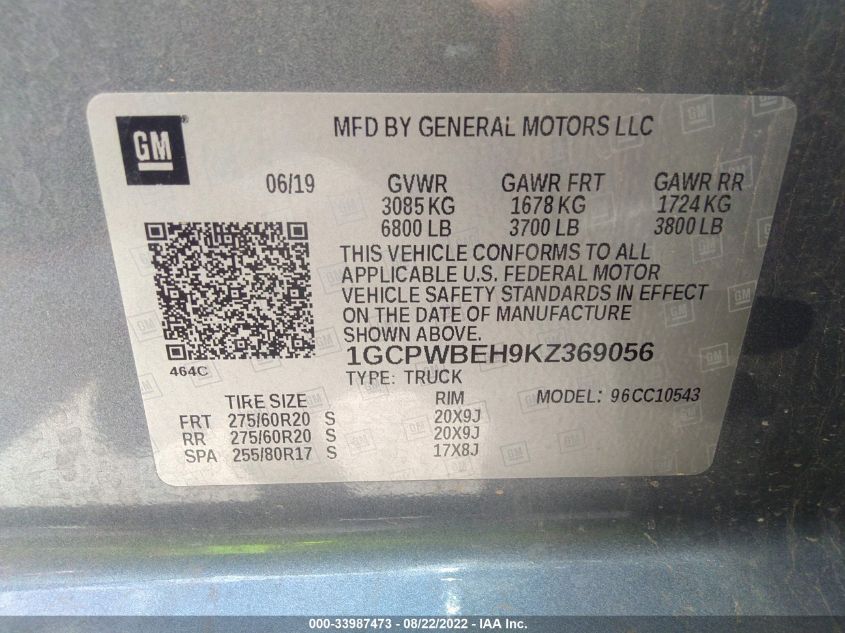 GM
®
MFD BY GENERAL MOTORS LLC
06/19 GVWR GAWR FRT GAWR RR
3085 KG 1678 KG 1724 KG
6800 LB 3700 LB 3800 LB
THIS VEHICLE CONFORMS TO ALL
APPLICABLE U.S. FEDERAL MOTOR
VEHICLE SAFETY STANDARDS IN EFFECT
ON THE DATE OF MANUFACTURE
SHOWN ABOVE.
464C
1GCPWBEH9KZ369056
TYPE: TRUCK
MODEL: 96CC10543
TIRE SIZE RIM
FRT 275/60R20 S 20X9J
RR 275/60R20 S 20X9J
SPA 255/80R17 S 17X8J
000-33987473 - 08/22/2022 - IAA Inc.